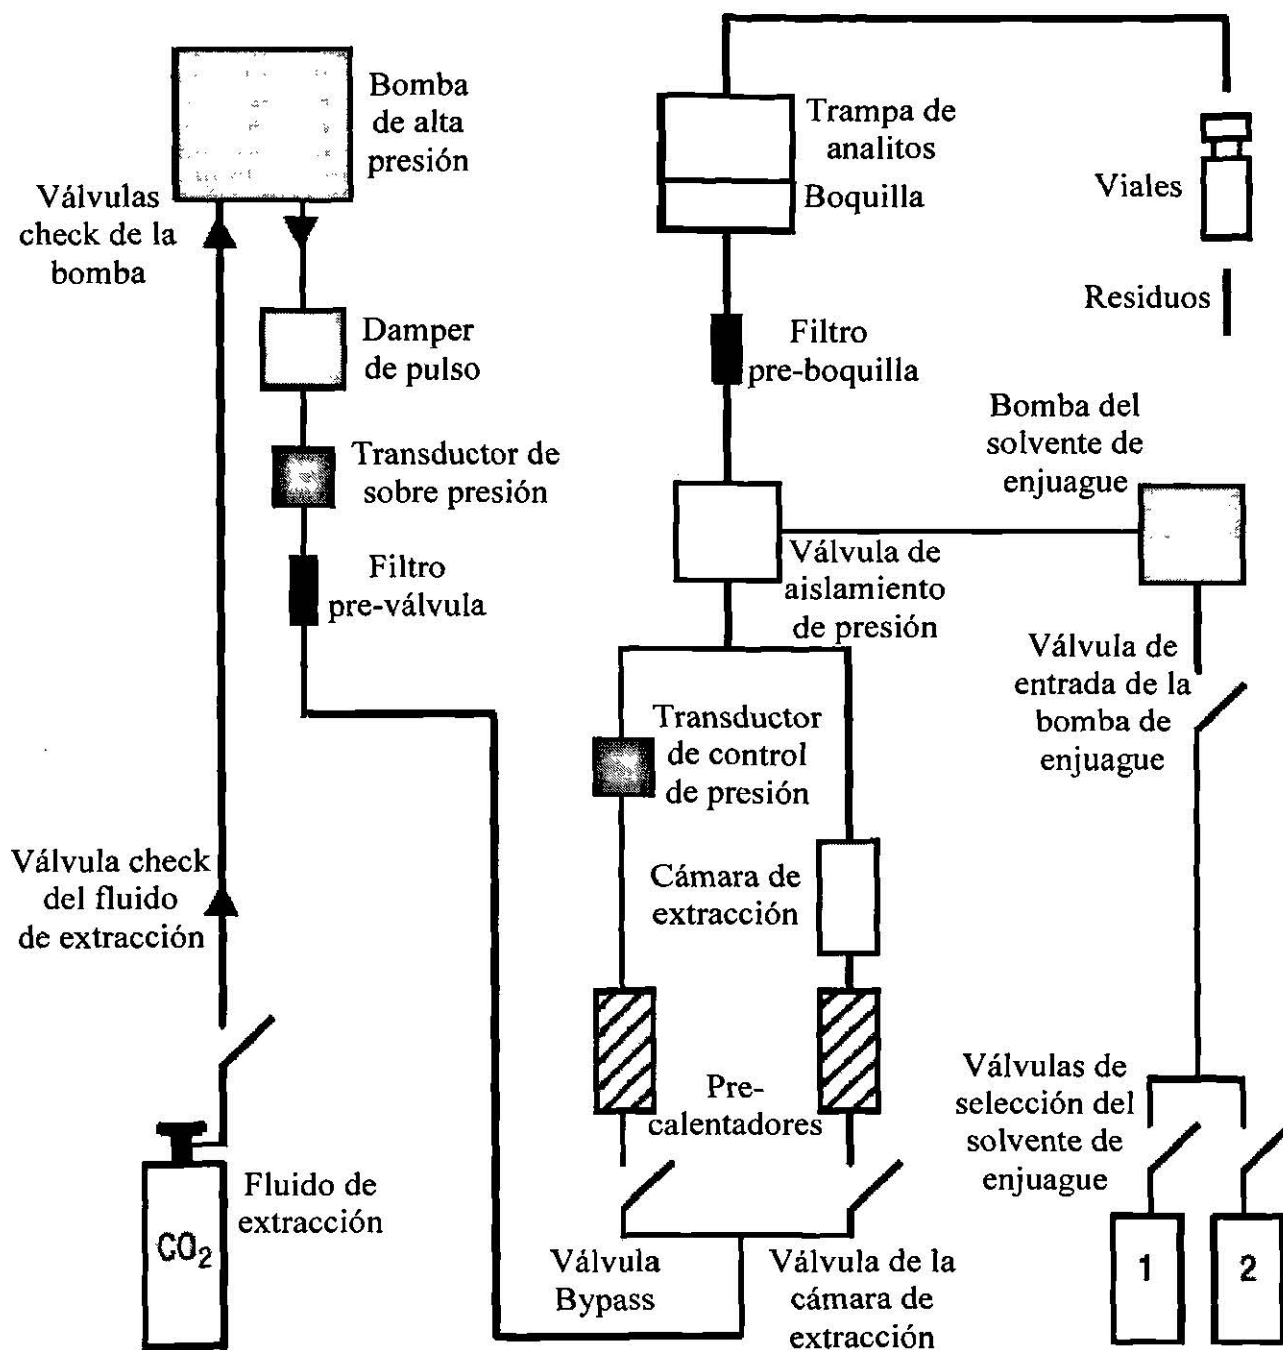 Bomba
de alta
presión
Válvulas
check de la
bomba
Damper
de pulso
Transductor de
sobre presión
Filtro
pre-válvula
Válvula check
del fluido
de extracción
Fluido de
extracción
CO₂
Trampa de
analitos
Boquilla
Viales
Residuos
Filtro
pre-boquilla
Bomba del
solvente de
enjuague
Válvula de
aislamiento
de presión
Válvula de
entrada de la
bomba de
enjuague
Transductor
de control
de presión
Cámara de
extracción
Pre-
calentadores
Válvulas de
selección del
solvente de
enjuague
Válvula
Bypass
Válvula de la
cámara de
extracción
1
2